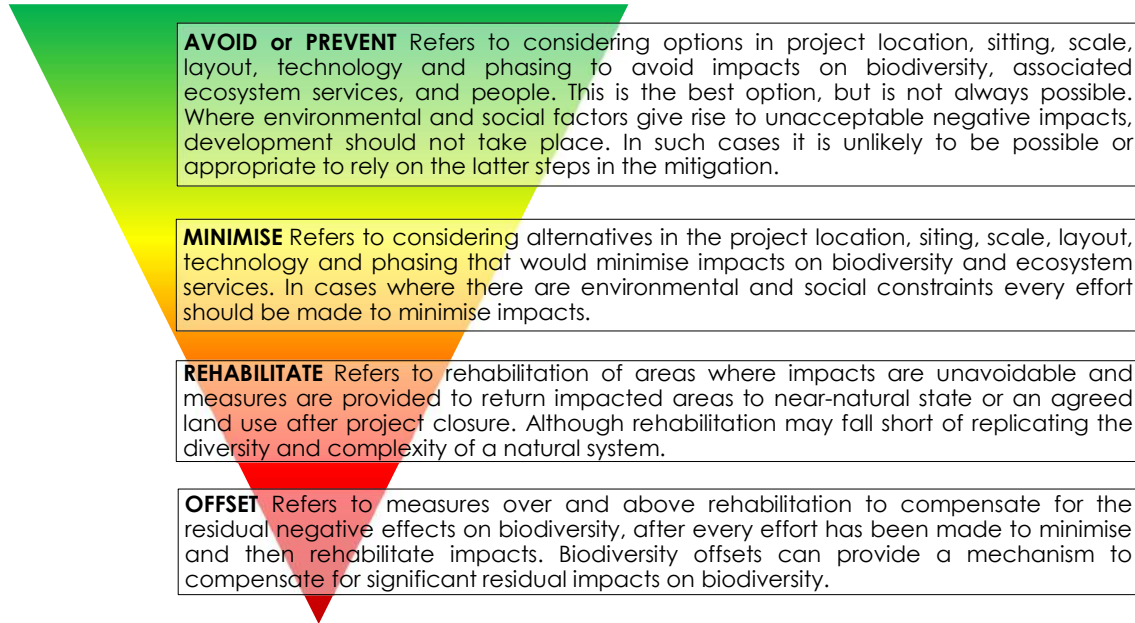 AVOID or PREVENT Refers to considering options in project location, sitting, scale,
layout, technology and phasing to avoid impacts on biodiversity, associated
ecosystem services, and people. This is the best option, but is not always possible.
Where environmental and social factors give rise to unacceptable negative impacts,
development should not take place. In such cases it is unlikely to be possible or
appropriate to rely on the latter steps in the mitigation.
MINIMISE Refers to considering alternatives in the project location, siting, scale, layout,
technology and phasing that would minimise impacts on biodiversity and ecosystem
services. In cases where there are environmental and social constraints every effort
should be made to minimise impacts.
REHABILITATE Refers to rehabilitation of areas where impacts are unavoidable and
measures are provided to return impacted areas to near-natural state or an agreed
land use after project closure. Although rehabilitation may fall short of replicating the
diversity and complexity of a natural system.
OFFSET Refers to measures over and above rehabilitation to compensate for the
residual negative effects on biodiversity, after every effort has been made to minimise
and then rehabilitate impacts. Biodiversity offsets can provide a mechanism to
compensate for significant residual impacts on biodiversity.